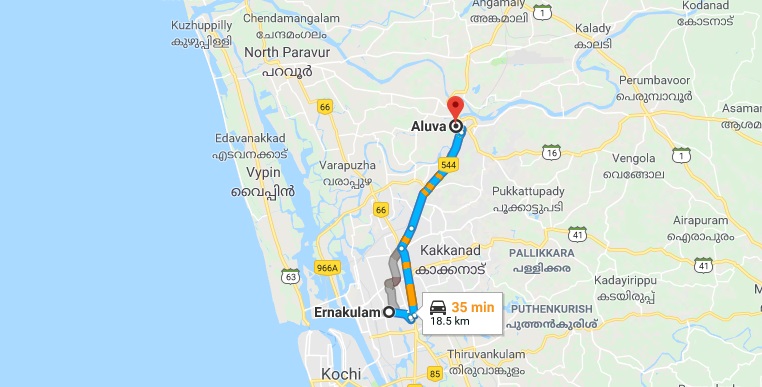 Angamaly
അങ്കമാലി
1
Kodanad
കോടനാട്
Chendamangalam
ചേന്ദമംഗലം
Kuzhuppilly
കുഴുപ്പിള്ളി
Kalady
കാലടി
North Paravur
പറവൂർ
Perumbavoor
പെരുമ്പാവൂർ
66
Asaman
ആശമ
Aluva
Edavanakkad
എടവനക്കാട്
16
1
Vengola
വെങ്ങോല
544
Varapuzha
വരാപ്പുഴ
Vypin
വൈപ്പിൻ
Pukkattupady
പൂക്കാട്ടുപടി
66
Airapuram
ഐരാപുരം
41
Kakkanad
കാക്കനാട്
PALLIKKARA
പള്ളിക്കര
41
966A
63
Kadayirippu
കടയിരുപ്പ്
Ernakulam
35 min
18.5 km
PUTHENKURISH
പുത്തൻകുരിശ്
Thiruvankulam
തിരുവാങ്കുളം
Kochi
85